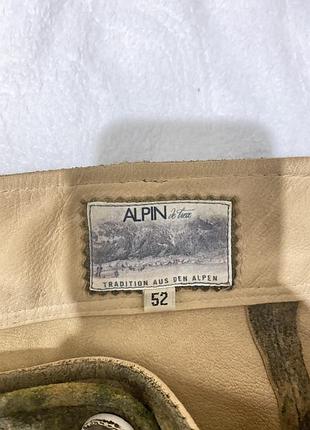 ALPIN de luxe
TRADITION AUS DEN ALPEN
52